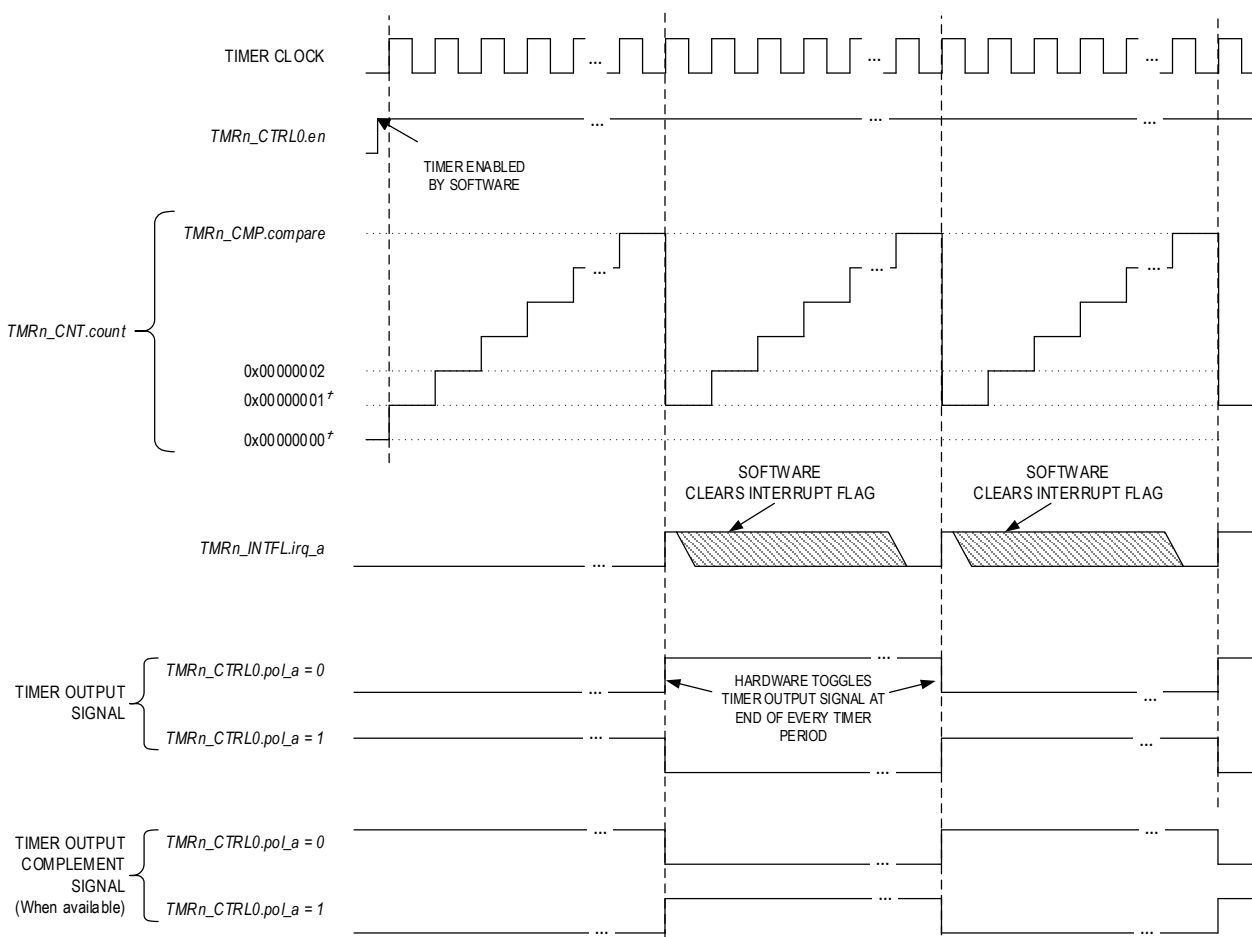 TIMER CLOCK
...
...
...
TMRn_CTRL0.en
...
...
...
TIMER ENABLED
BY SOFTWARE
TMRn_CMP.compare
...
...
...
TMRn_CNT.count
0x00000002
0x00000001†
0x00000000†
SOFTWARE
CLEARS INTERRUPT FLAG
SOFTWARE
CLEARS INTERRUPT FLAG
TMRn_INTFL.irq_a
...
TIMER OUTPUT
SIGNAL
TMRn_CTRL0.pol_a = 0
...
...
...
HARDWARE TOGGLES
TIMER OUTPUT SIGNAL AT
END OF EVERY TIMER
PERIOD
TMRn_CTRL0.pol_a = 1
...
...
...
TIMER OUTPUT
COMPLEMENT
SIGNAL
(When available)
TMRn_CTRL0.pol_a = 0
...
...
...
TMRn_CTRL0.pol_a = 1
...
...
...